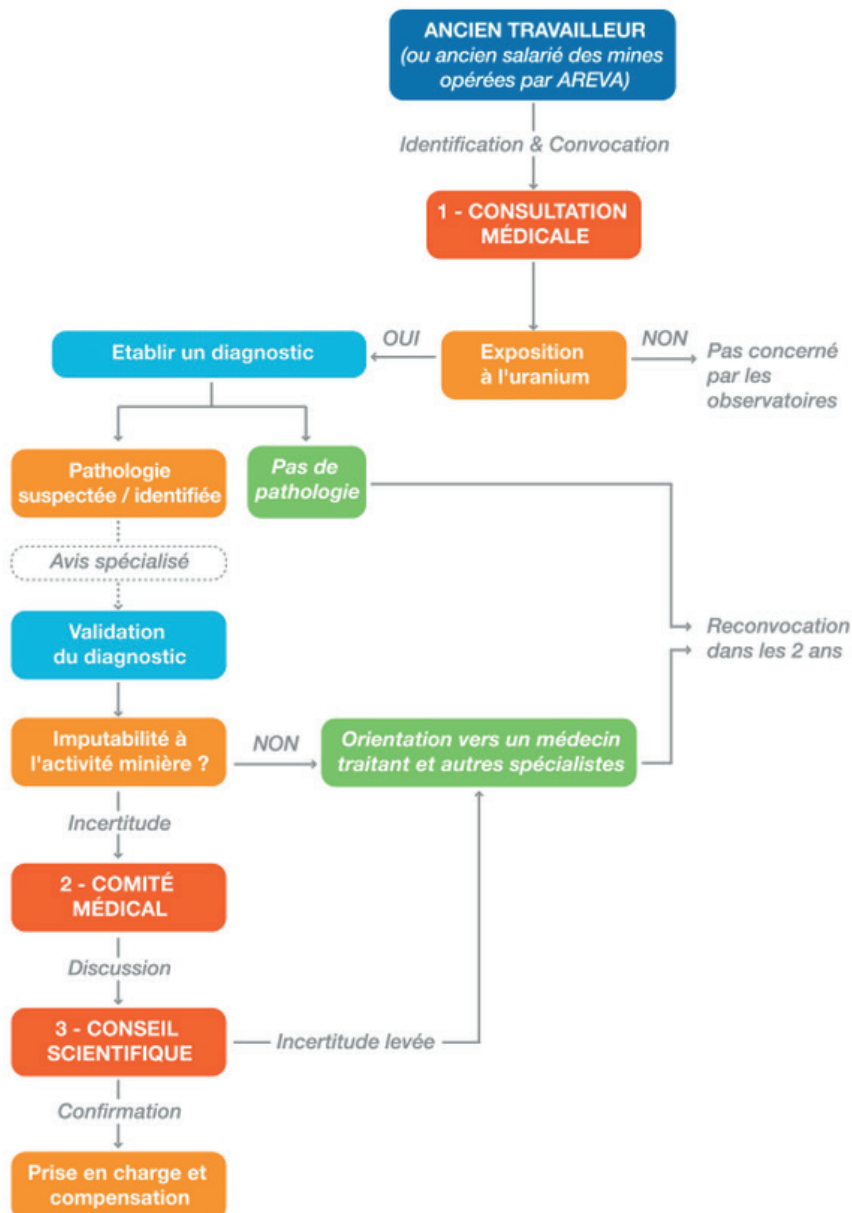 ANCIEN TRAVAILLEUR
(ou ancien salarié des mines
opérées par AREVA)
Identification & Convocation
1 - CONSULTATION
MÉDICALE
OUI
Etablir un diagnostic
Exposition
à l'uranium
NON
Pas concerné
par les
observatoires
Pathologie
suspectée / identifiée
Pas de
pathologie
Avis spécialisé
Validation
du diagnostic
Reconvocation
dans les 2 ans
Imputabilité à
l'activité minière ?
NON
Orientation vers un médecin
traitant et autres spécialistes
Incertitude
2 - COMITÉ
MÉDICAL
Discussion
3 - CONSEIL
SCIENTIFIQUE
Incertitude levée
Confirmation
Prise en charge et
compensation